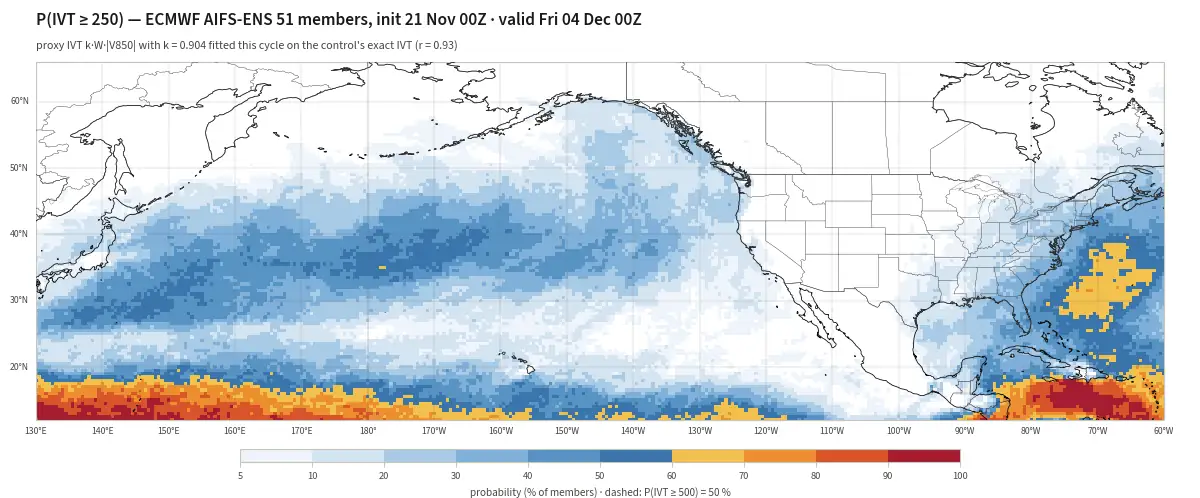 P(IVT ≥ 250) — ECMWF AIFS-ENS 51 members, init 21 Nov 00Z · valid Fri 04 Dec 00Z
proxy IVT k·W·|V850| with k = 0.904 fitted this cycle on the control's exact IVT (r = 0.93)
60°N
50°N
40°N
30°N
20°N
130°E 140°E 150°E 160°E 170°E 180° 170°W 160°W 150°W 140°W 130°W 120°W 110°W 100°W 90°W 80°W 70°W 60°W
5 10 20 30 40 50 60 70 80 90 100
probability (% of members) · dashed: P(IVT ≥ 500) = 50 %